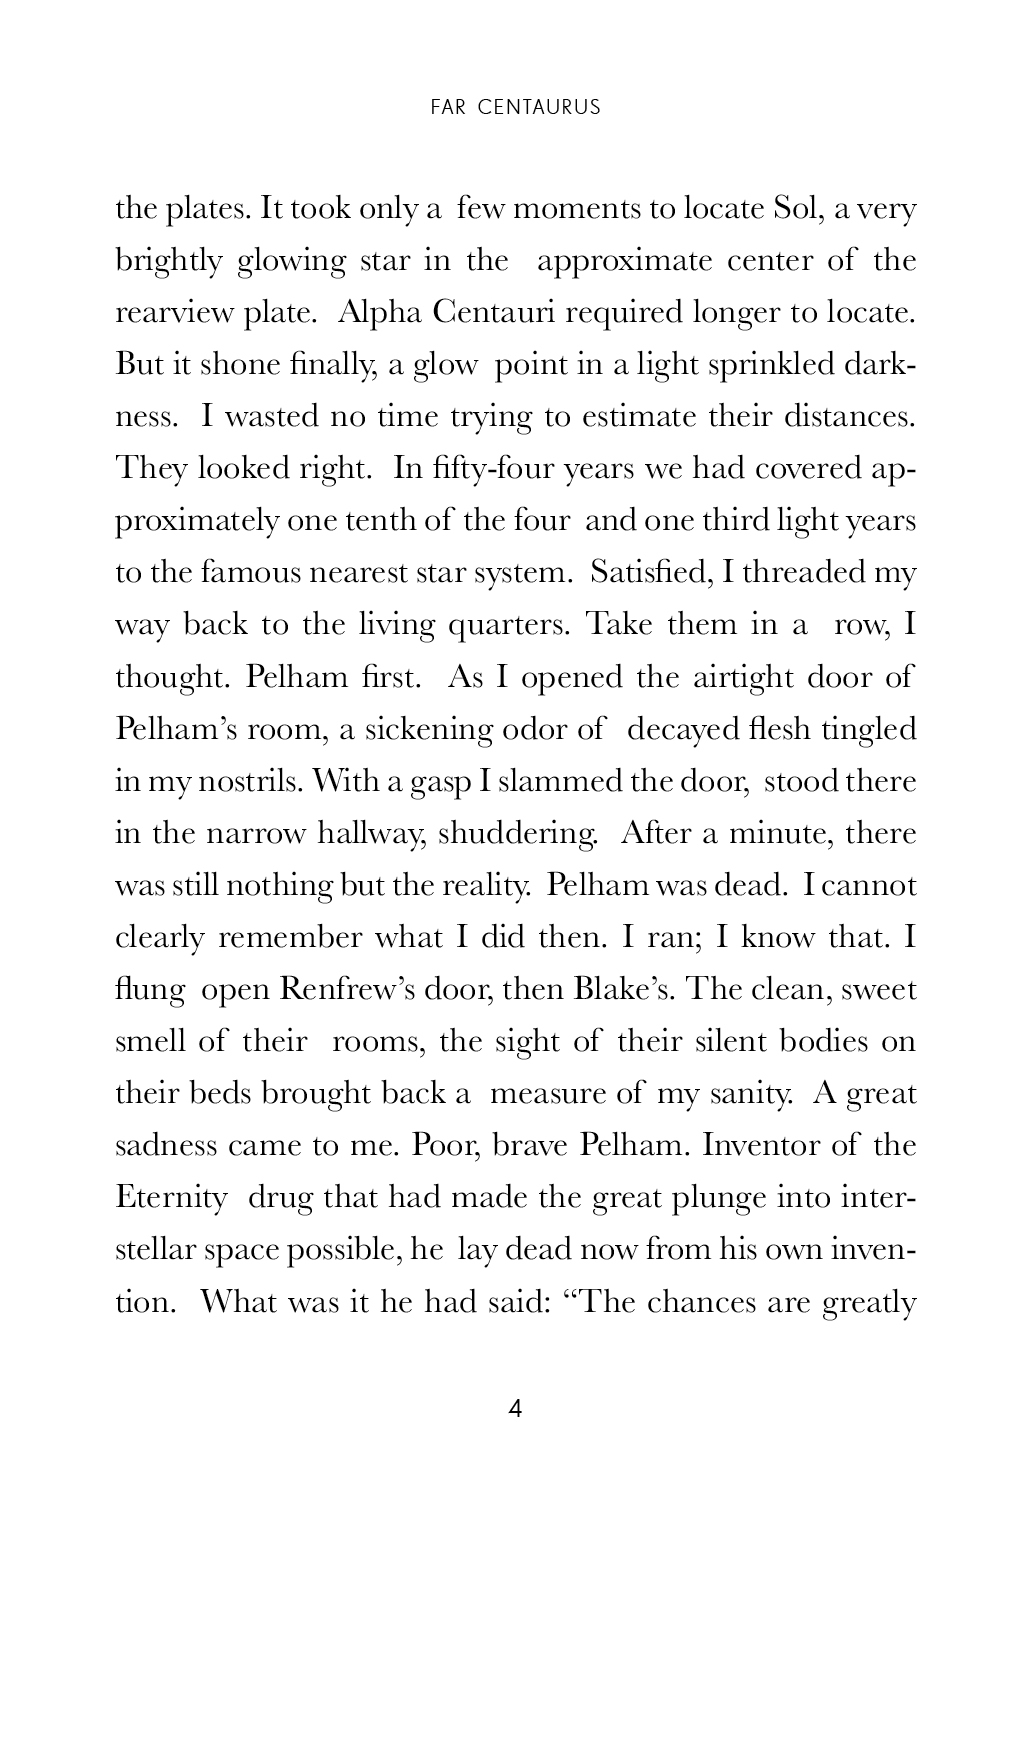 FAR CENTAURUS
the plates. It took only a few moments to locate Sol, a very
brightly glowing star in the approximate center of the
rearview plate. Alpha Centauri required longer to locate.
But it shone finally, a glow point in a light sprinkled dark-
ness. I wasted no time trying to estimate their distances.
They looked right. In fifty-four years we had covered ap-
proximately one tenth of the four and one third light years
to the famous nearest star system. Satisfied, I threaded my
way back to the living quarters. Take them in a row, I
thought. Pelham first. As I opened the airtight door of
Pelham’s room, a sickening odor of decayed flesh tingled
in my nostrils. With a gasp I slammed the door, stood there
in the narrow hallway, shuddering. After a minute, there
was still nothing but the reality. Pelham was dead. I cannot
clearly remember what I did then. I ran; I know that. I
flung open Renfrew’s door, then Blake’s. The clean, sweet
smell of their rooms, the sight of their silent bodies on
their beds brought back a measure of my sanity. A great
sadness came to me. Poor, brave Pelham. Inventor of the
Eternity drug that had made the great plunge into inter-
stellar space possible, he lay dead now from his own inven-
tion. What was it he had said: “The chances are greatly
4